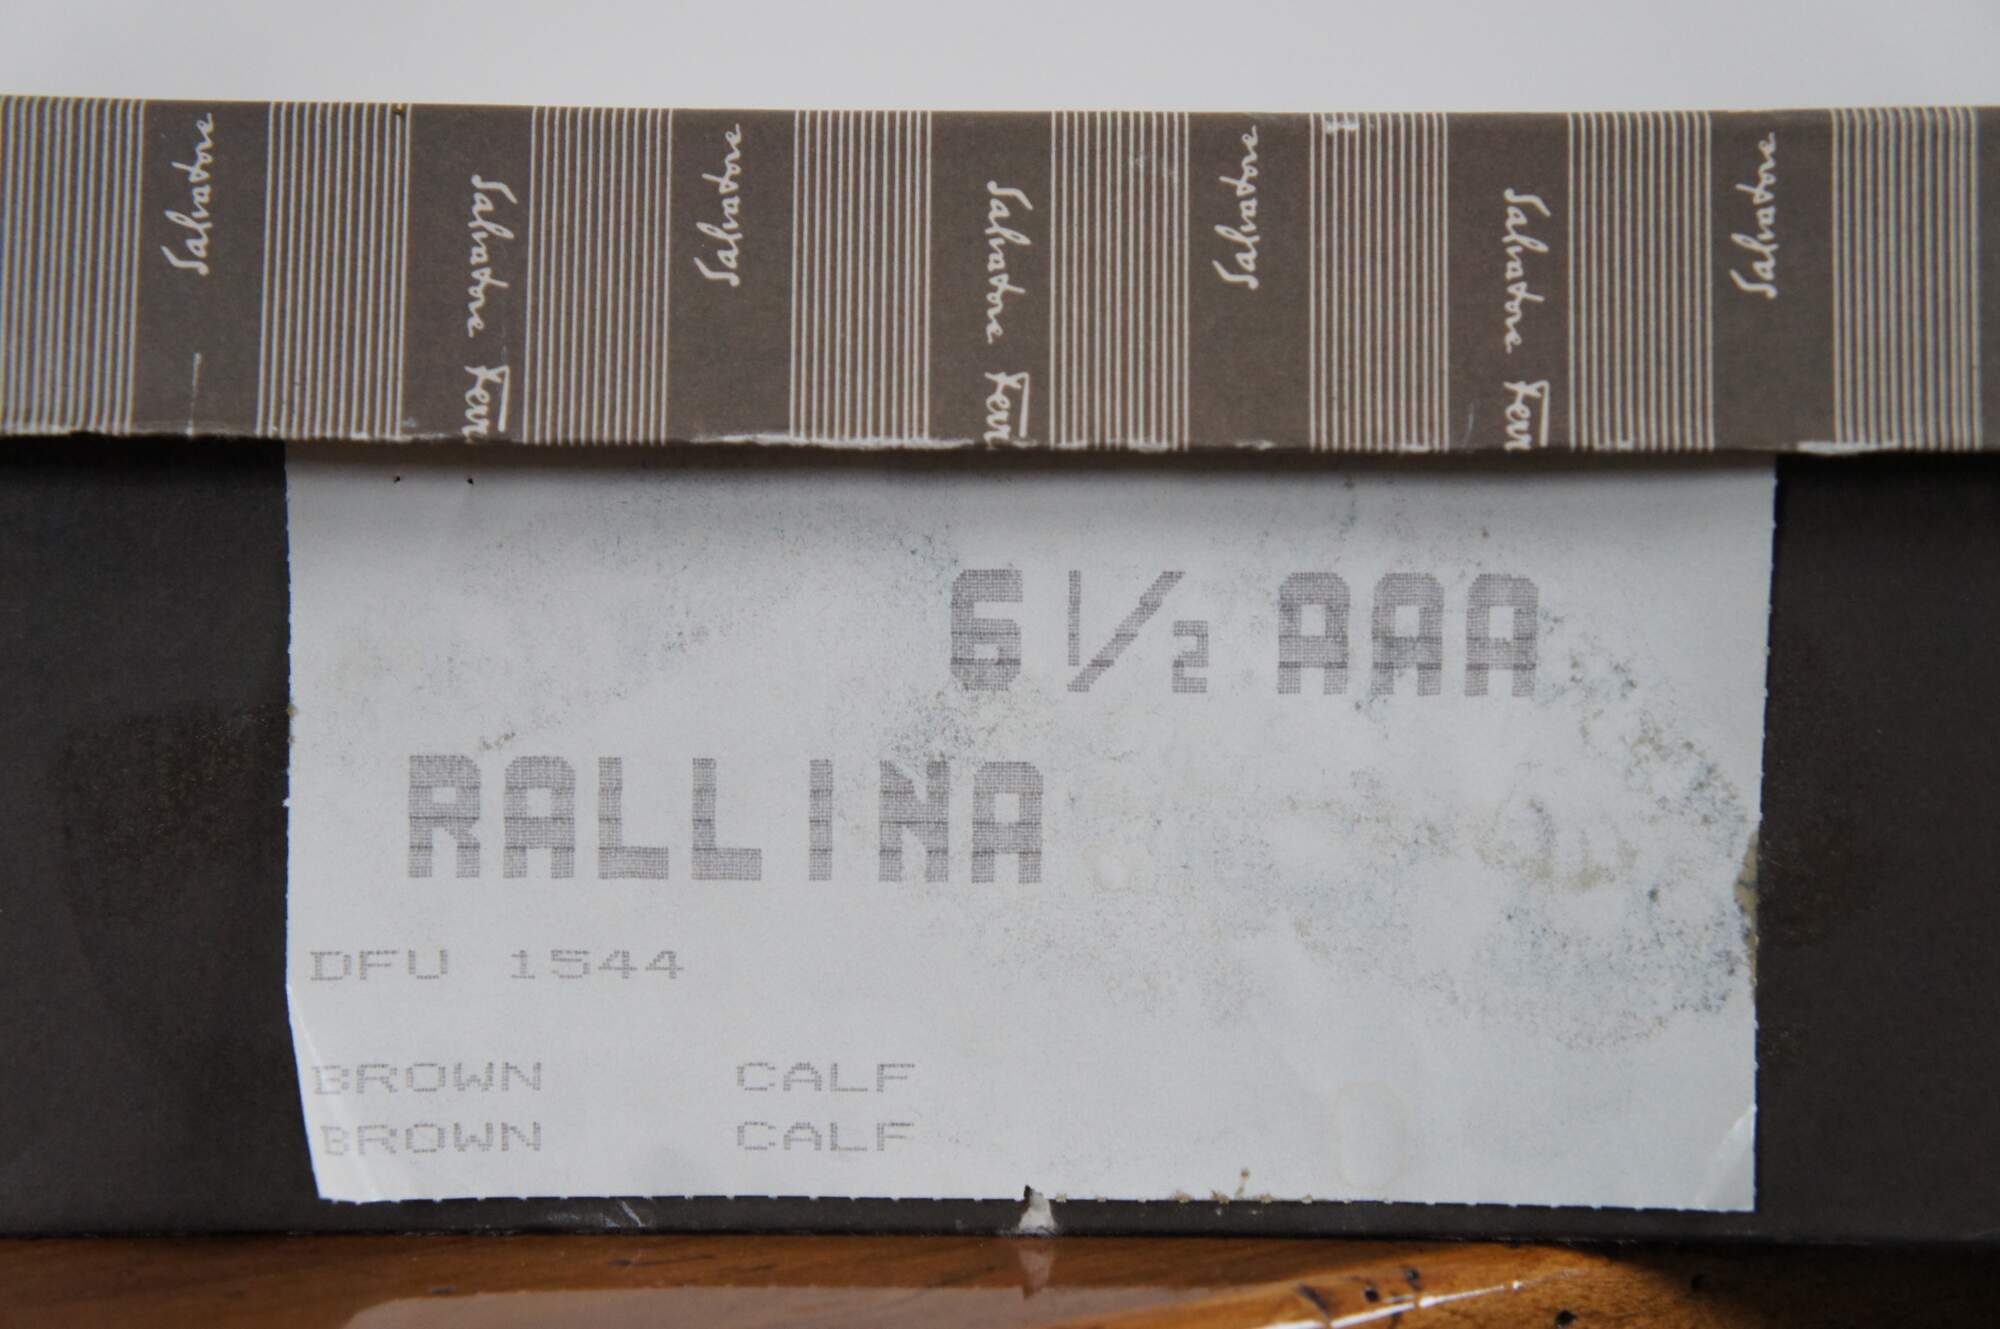 Salvatore
Salvatore Ferr
Salvatore
Salvatore Ferr
Salvatore
Salvatore Ferr
Salvatore
6 1/2 AAA
RALLINA
DFU 1544
BROWN CALF
BROWN CALF